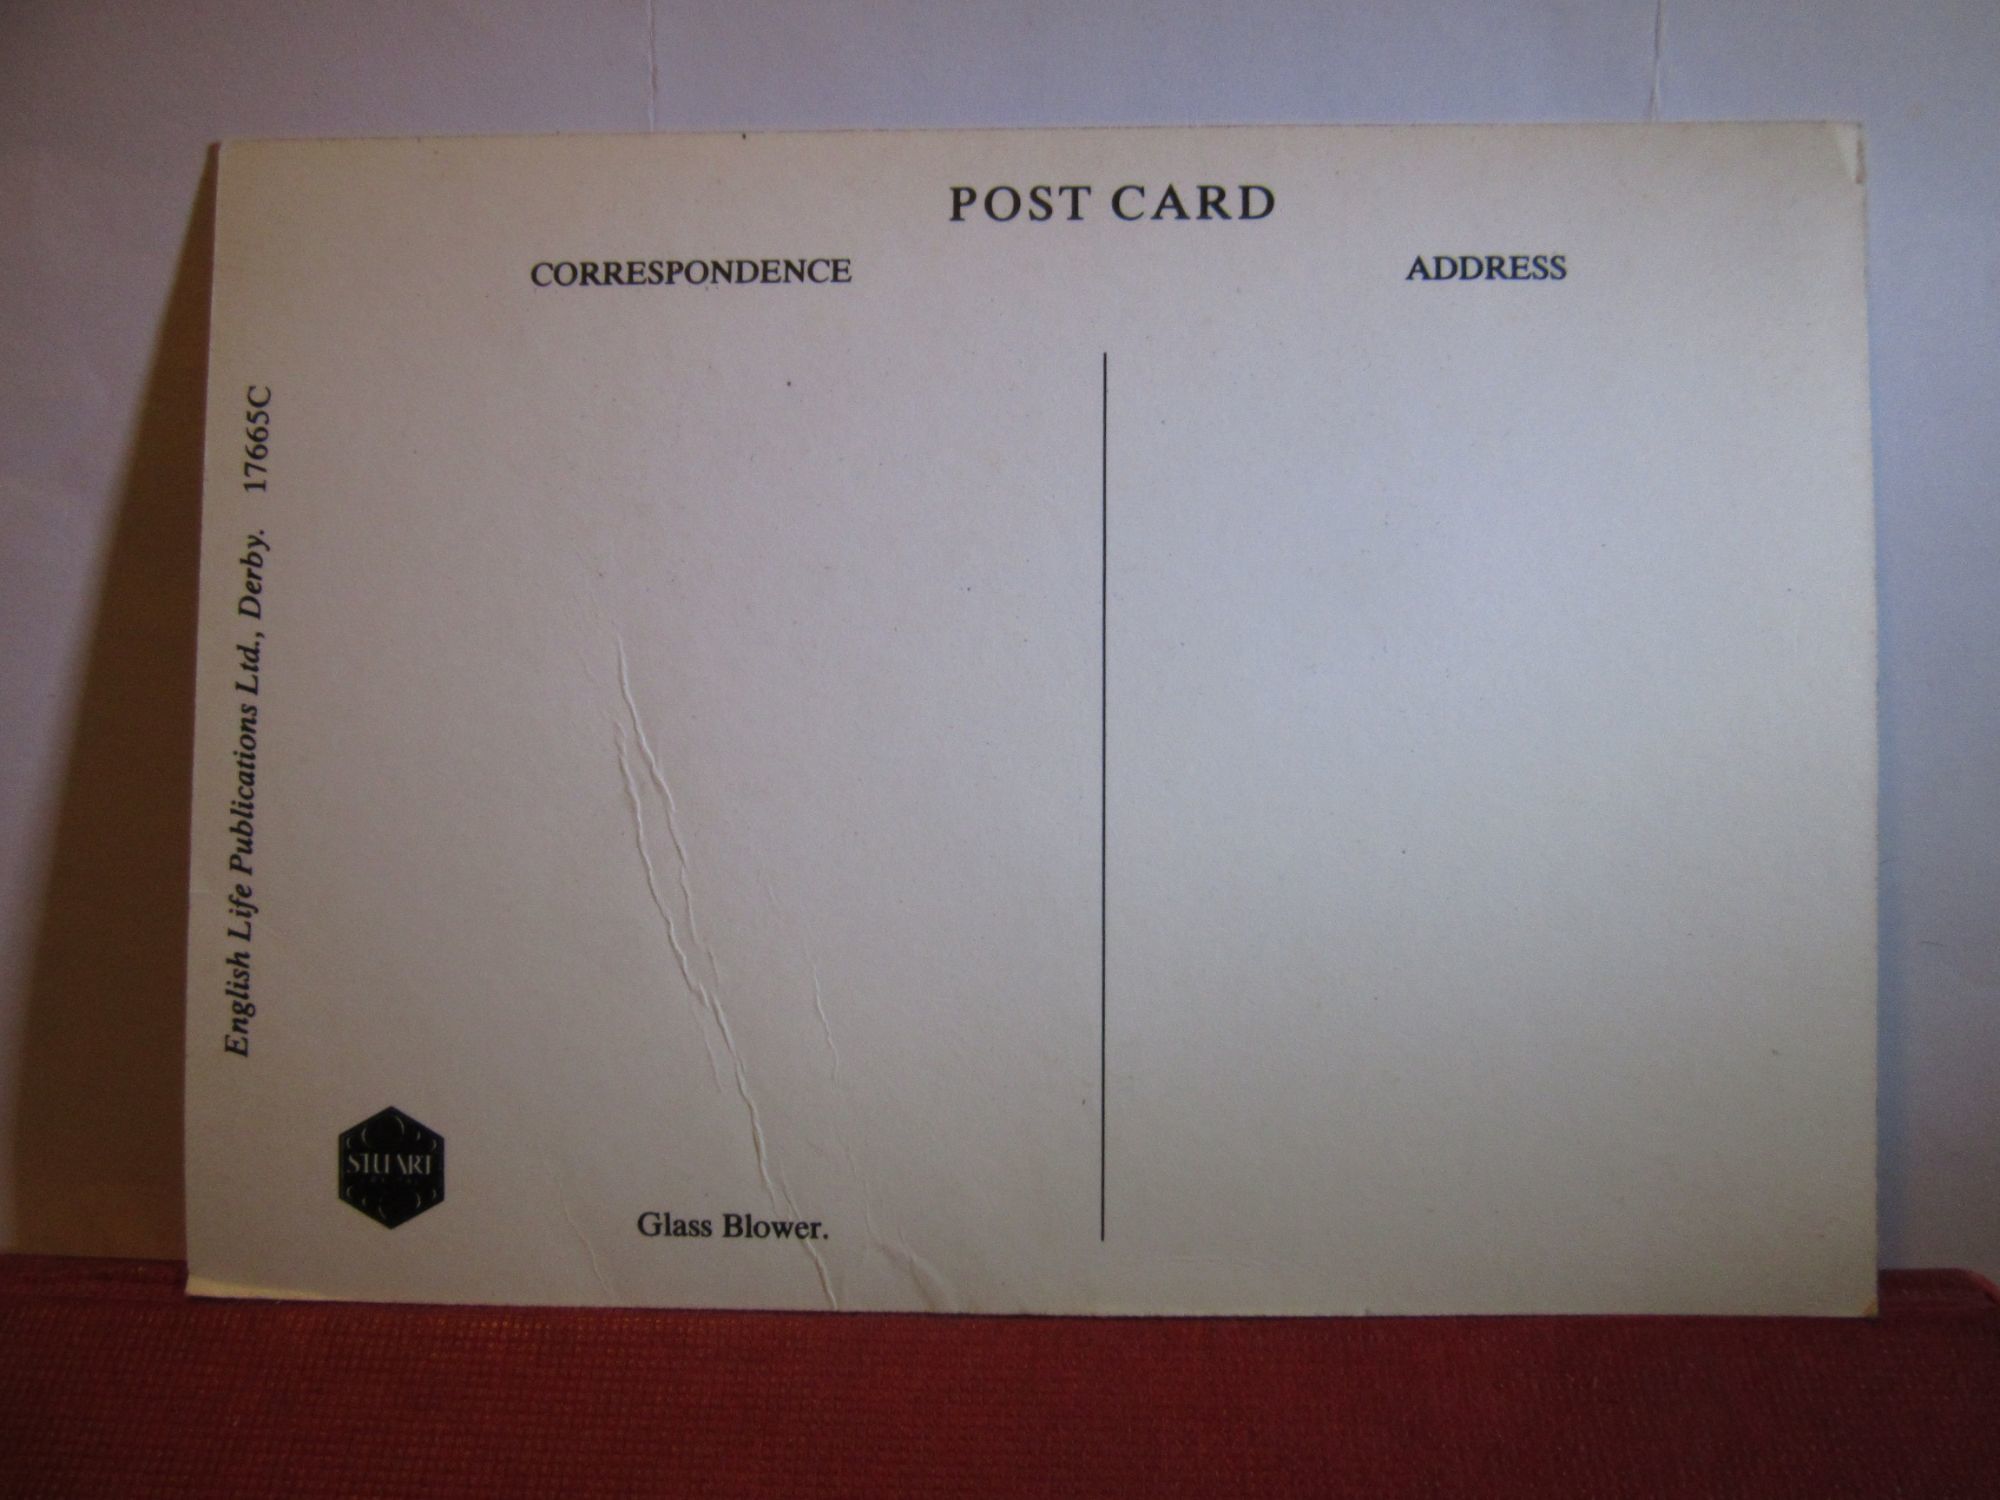 POST CARD
CORRESPONDENCE
ADDRESS
English Life Publications Ltd., Derby. 17665C
STUART
Glass Blower.